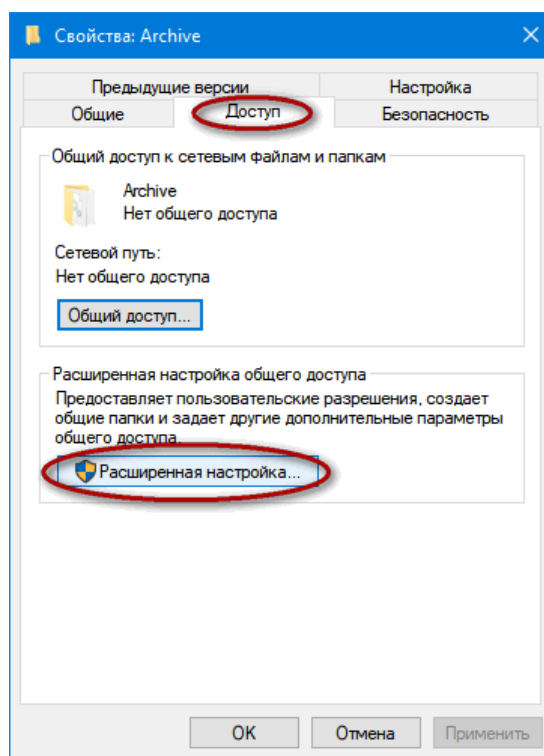 Свойства: Archive
Предыдущие версии
Настройка
Общие
Доступ
Безопасность
Общий доступ к сетевым файлам и папкам
Archive
Нет общего доступа
Сетевой путь:
Нет общего доступа
Общий доступ...
Расширенная настройка общего доступа
Предоставляет пользовательские разрешения, создает
общие папки и задает другие дополнительные параметры
общего доступа.
Расширенная настройка...
OK
Отмена
Применить